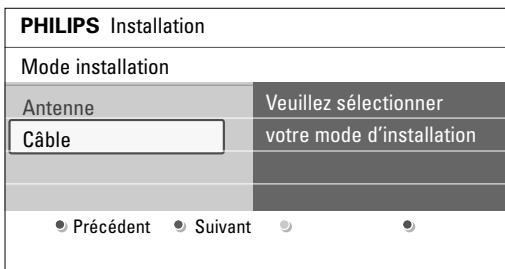 PHILIPS Installation
Mode installation
Antenne
Câble
Veuillez sélectionner
votre mode d'installation
Précédent Suivant